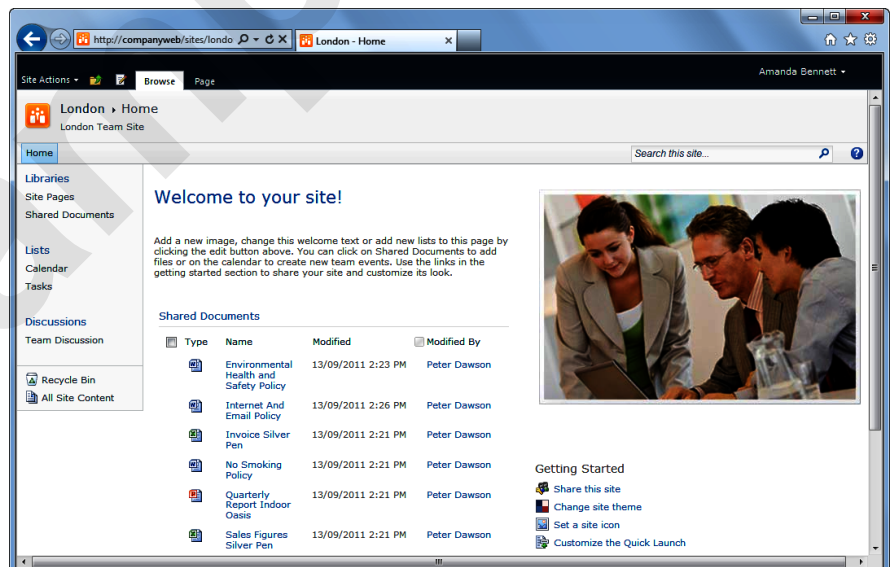 http://companyweb/sites/londo
London - Home
Site Actions
Browse
Page
Amanda Bennett
London ▸ Home
London Team Site
Home
Search this site...
Libraries
Site Pages
Shared Documents
Lists
Calendar
Tasks
Discussions
Team Discussion
Recycle Bin
All Site Content
Welcome to your site!
Add a new image, change this welcome text or add new lists to this page by
clicking the edit button above. You can click on Shared Documents to add
files or on the calendar to create new team events. Use the links in the
getting started section to share your site and customize its look.
Shared Documents
Type Name Modified Modified By
Environmental 13/09/2011 2:23 PM Peter Dawson
Health and
Safety Policy
Internet And 13/09/2011 2:26 PM Peter Dawson
Email Policy
Invoice Silver 13/09/2011 2:21 PM Peter Dawson
Pen
No Smoking 13/09/2011 2:21 PM Peter Dawson
Policy
Quarterly 13/09/2011 2:21 PM Peter Dawson
Report Indoor
Oasis
Sales Figures 13/09/2011 2:21 PM Peter Dawson
Silver Pen
Getting Started
Share this site
Change site theme
Set a site icon
Customize the Quick Launch